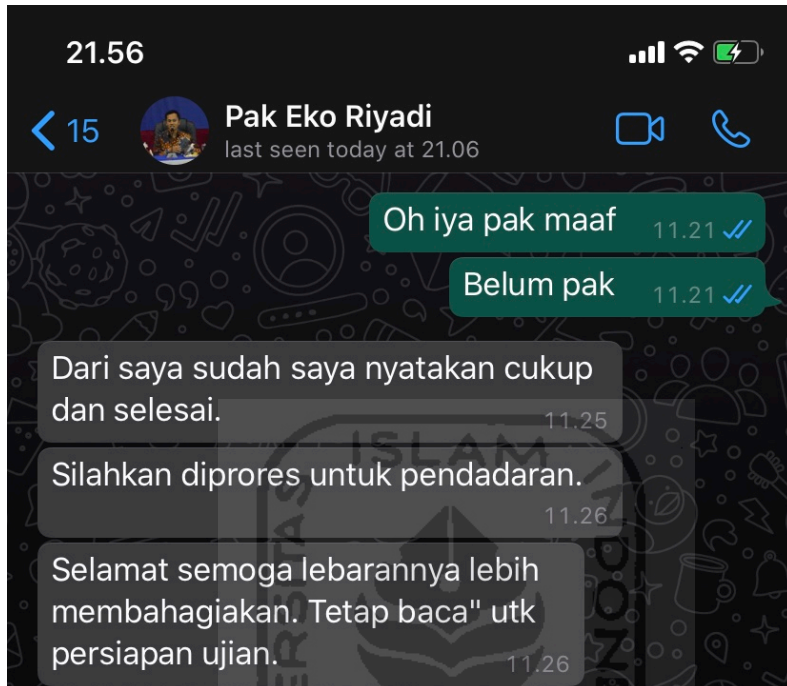 21.56
15
Pak Eko Riyadi
last seen today at 21.06
Oh iya pak maaf 11.21
Belum pak 11.21
Dari saya sudah saya nyatakan cukup
dan selesai. 11.25
Silahkan diprores untuk pendadaran.
11.26
Selamat semoga lebarannya lebih
membahagiakan. Tetap baca" utk
persiapan ujian. 11.26
ISLAM